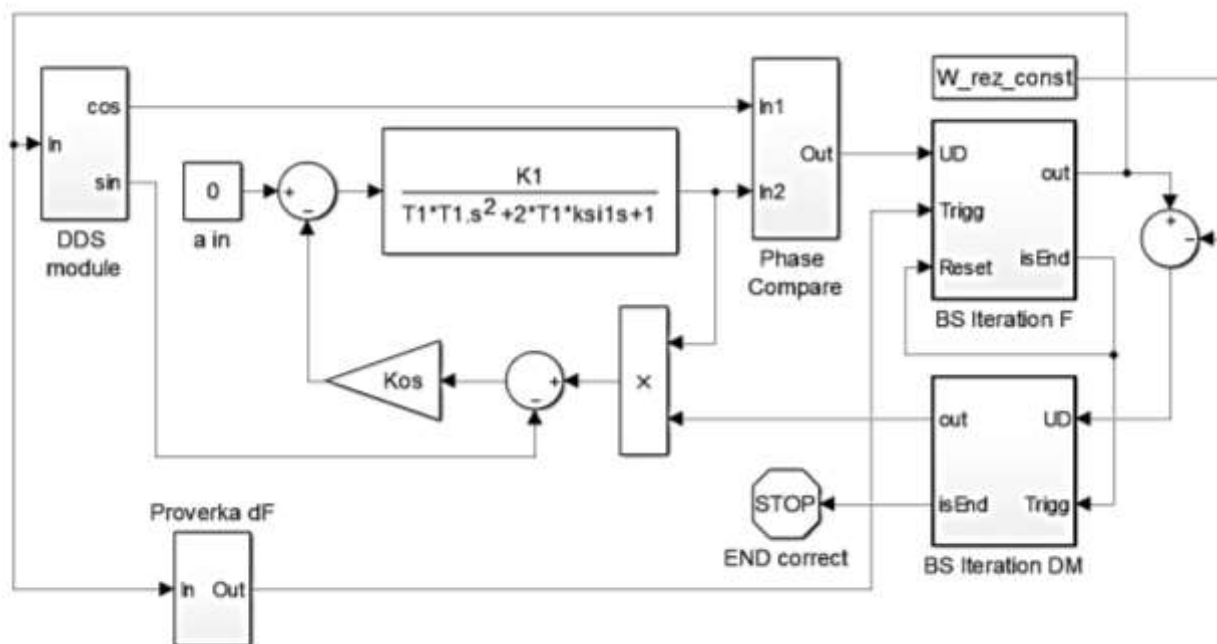 cos
In
sin
DDS
module
0
a in
+
−
K1
T1*T1.s² +2*T1*ksi1s+1
In1
Out
In2
Phase
Compare
W_rez_const
UD
out
Trigg
isEnd
Reset
BS Iteration F
+
−
Kos
+
−
×
out
UD
isEnd
Trigg
BS Iteration DM
STOP
END correct
Proverka dF
In
Out